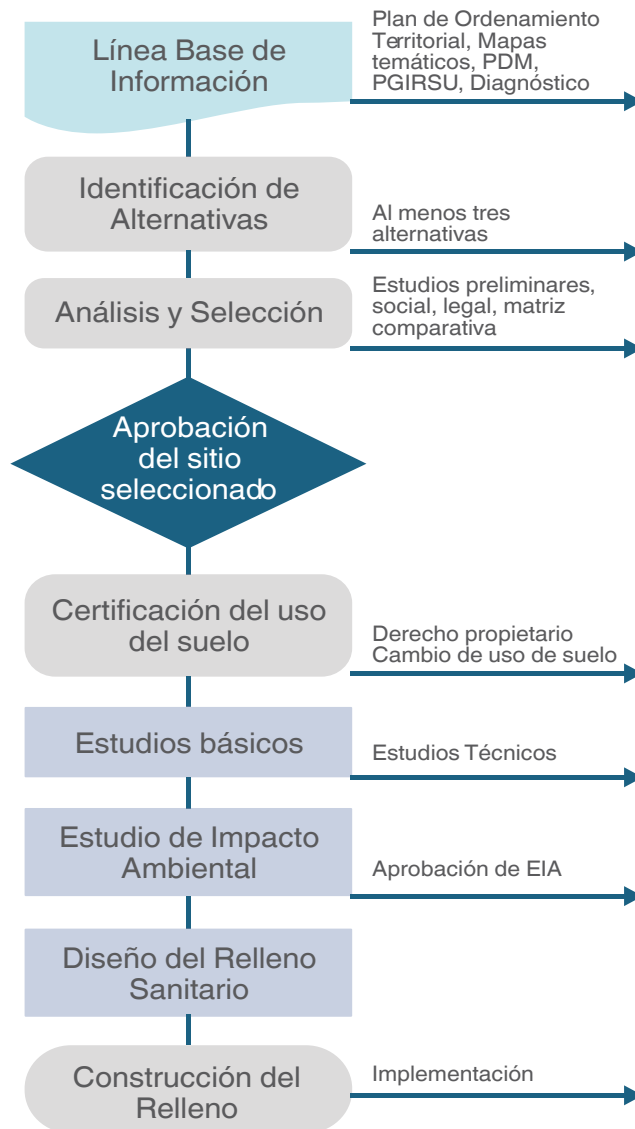 Línea Base de
Información
Plan de Ordenamiento
Territorial, Mapas
temáticos, PDM,
PGIRSU, Diagnóstico
Identificación de
Alternativas
Al menos tres
alternativas
Análisis y Selección
Estudios preliminares,
social, legal, matriz
comparativa
Aprobación
del sitio
seleccionado
Certificación del uso
del suelo
Derecho propietario
Cambio de uso de suelo
Estudios básicos
Estudios Técnicos
Estudio de Impacto
Ambiental
Aprobación de EIA
Diseño del Relleno
Sanitario
Construcción del
Relleno
Implementación